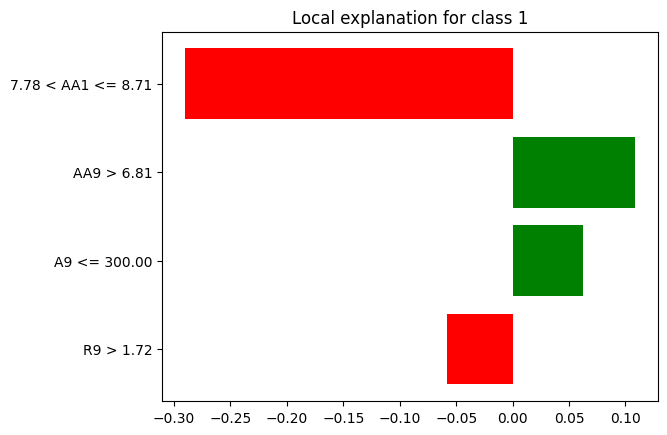 Local explanation for class 1
7.78 < AA1 <= 8.71
AA9 > 6.81
A9 <= 300.00
R9 > 1.72
−0.30 −0.25 −0.20 −0.15 −0.10 −0.05 0.00 0.05 0.10